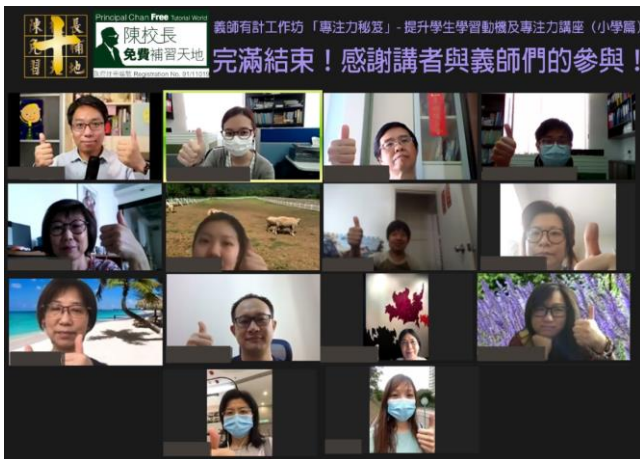 陳 長
免 補
習 地
Principal Chan Free Tutorial World
陳校長
免費補習天地
Registration No. 91/11015
義師有計工作坊 「專注力秘笈」- 提升學生學習動機及專注力講座（小學篇）
完滿結束！感謝講者與義師們的參與！